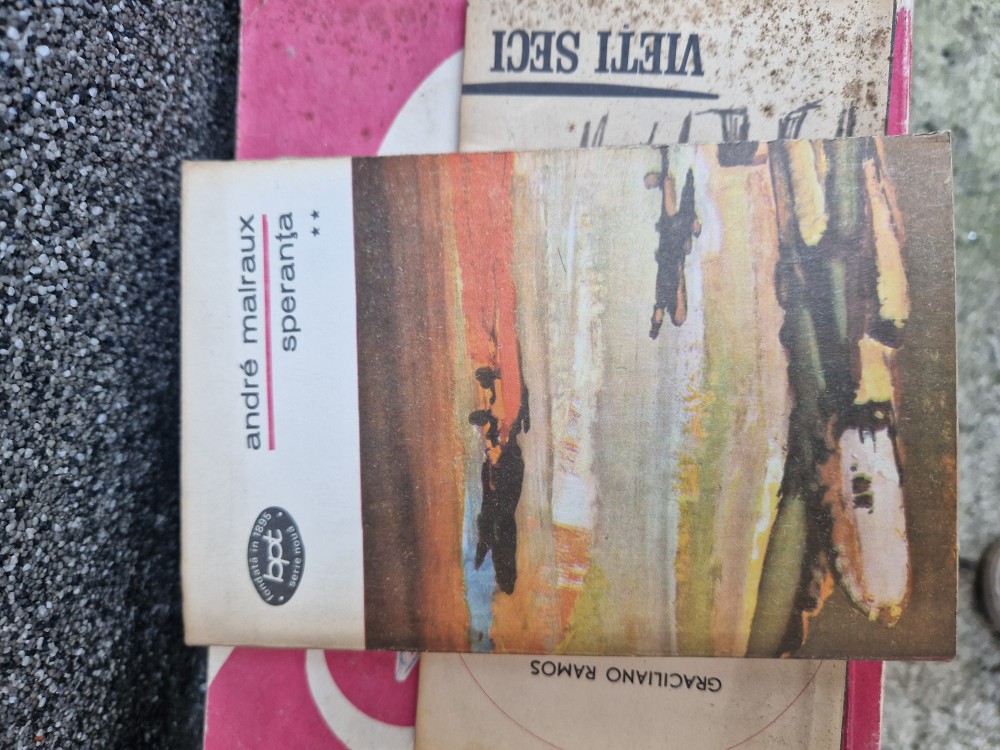 VIEȚI SECI
andré malraux
speranța
**
fondată în 1895
bpt
serie nouă
GRACILIANO RAMOS